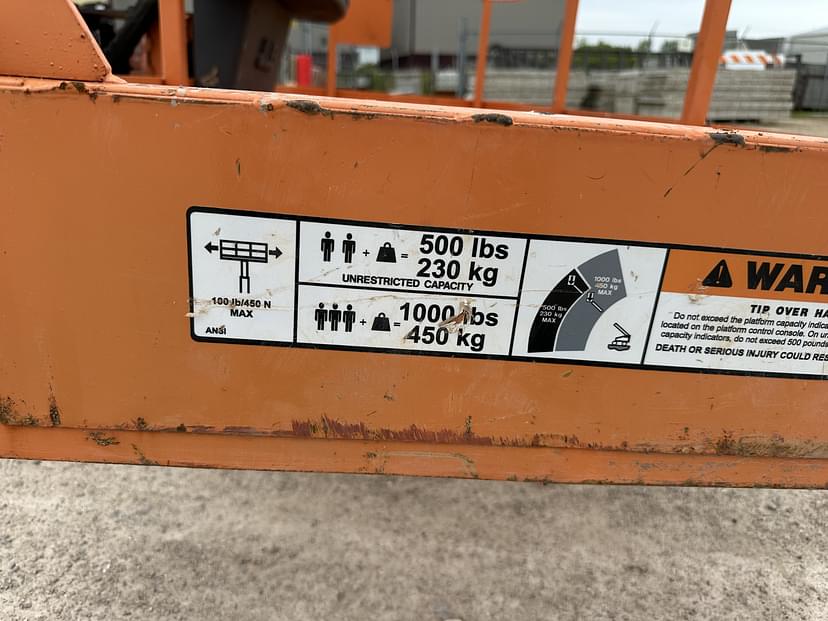 100 lb/450 N
MAX
ANSI
+ = 500 lbs
230 kg
UNRESTRICTED CAPACITY
+ = 1000 lbs
450 kg
1000 lbs
450 kg
MAX
500 lbs
230 kg
MAX
WAR
TIP OVER HA
Do not exceed the platform capacity indica
located on the platform control console. On un
capacity indicators, do not exceed 500 pounds
DEATH OR SERIOUS INJURY COULD RES